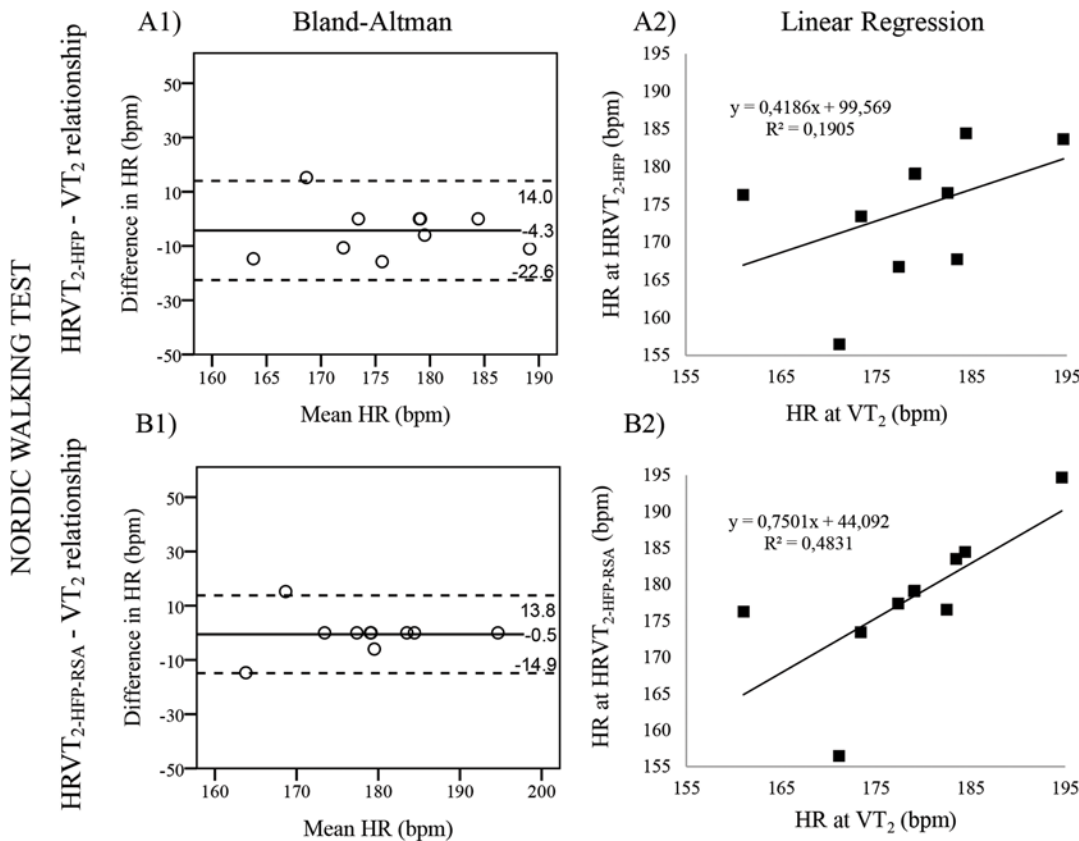 NORDIC WALKING TEST
HRVT2-HFP - VT2 relationship
A1)
Bland-Altman
Difference in HR (bpm)
50
30
10
-10
-30
-50
14.0
-4.3
-22.6
160 165 170 175 180 185 190
Mean HR (bpm)
A2)
Linear Regression
HR at HRVT2-HFP (bpm)
195
190
185
180
175
170
165
160
155
y = 0,4186x + 99,569
R² = 0,1905
155 165 175 185 195
HR at VT2 (bpm)
HRVT2-HFP-RSA - VT2 relationship
B1)
Difference in HR (bpm)
50
30
10
-10
-30
-50
13.8
-0.5
-14.9
160 170 180 190 200
Mean HR (bpm)
B2)
HR at HRVT2-HFP-RSA (bpm)
195
190
185
180
175
170
165
160
155
y = 0,7501x + 44,092
R² = 0,4831
155 165 175 185 195
HR at VT2 (bpm)